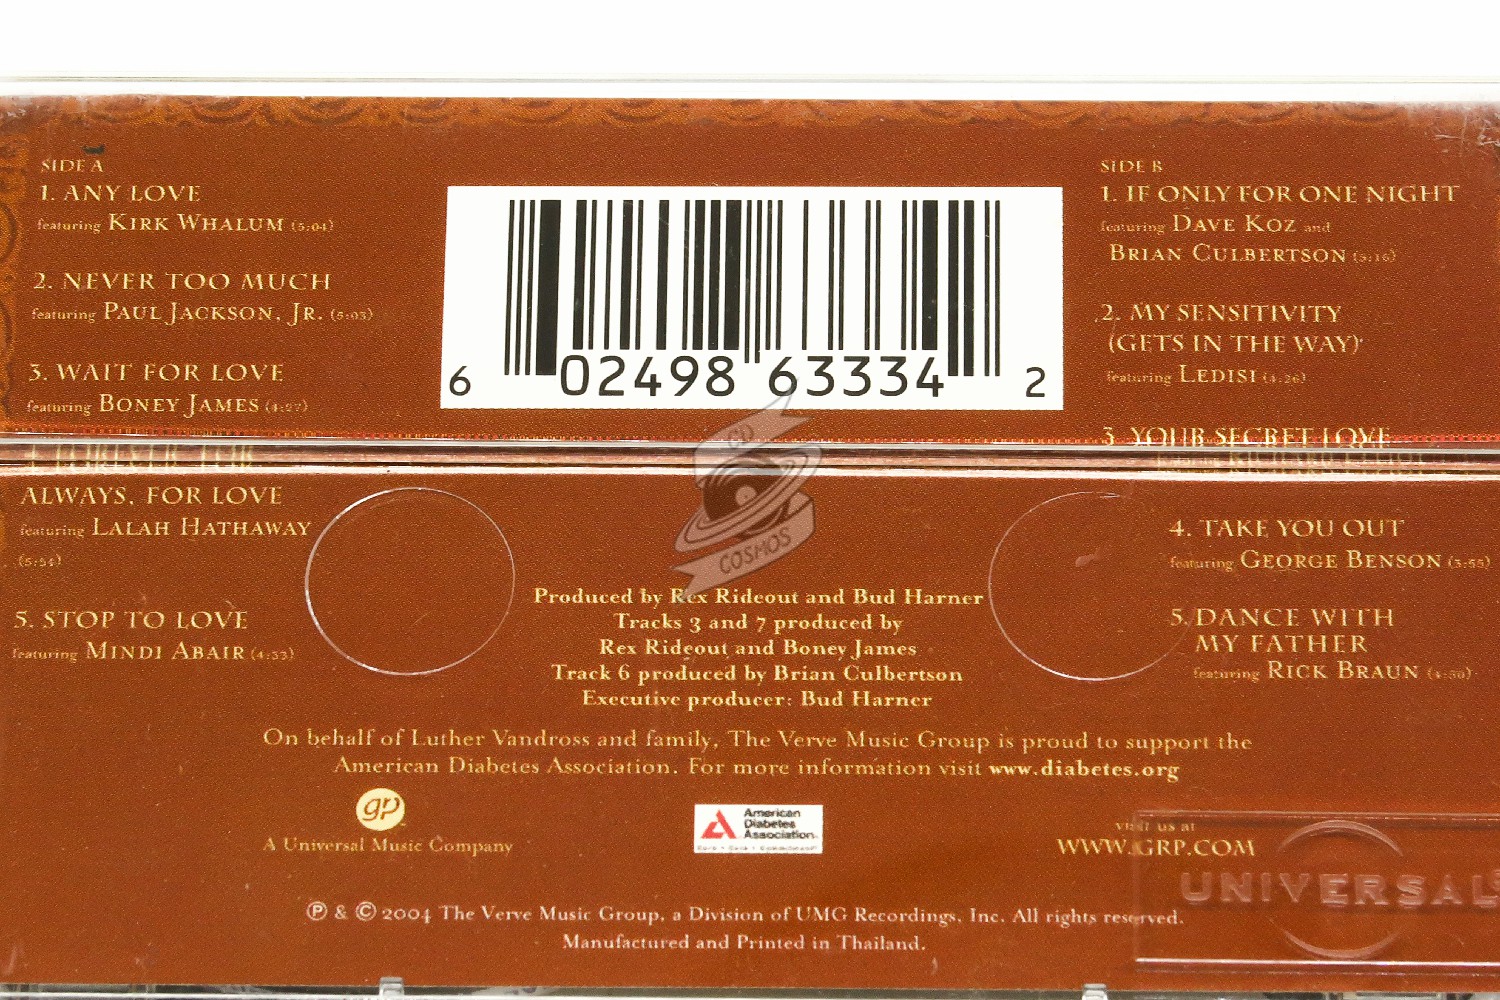 SIDE A
1. ANY LOVE
featuring KIRK WHALUM (5:04)
2. NEVER TOO MUCH
featuring PAUL JACKSON, JR. (5:03)
3. WAIT FOR LOVE
featuring BONEY JAMES (4:27)
ALWAYS, FOR LOVE
featuring LALAH HATHAWAY
(5:54)
5. STOP TO LOVE
featuring MINDI ABAIR (4:53)
6 02498 63334 2
SIDE B
1. IF ONLY FOR ONE NIGHT
featuring DAVE KOZ and
BRIAN CULBERTSON (5:16)
2. MY SENSITIVITY
(GETS IN THE WAY)
featuring LEDISI (4:26)
3. YOUR SECRET LOVE
4. TAKE YOU OUT
featuring GEORGE BENSON (3:55)
5. DANCE WITH
MY FATHER
featuring RICK BRAUN (4:30)
CD
COSMOS
Produced by Rex Rideout and Bud Harner
Tracks 3 and 7 produced by
Rex Rideout and Boney James
Track 6 produced by Brian Culbertson
Executive producer: Bud Harner
On behalf of Luther Vandross and family, The Verve Music Group is proud to support the
American Diabetes Association. For more information visit www.diabetes.org
grp
A Universal Music Company
American
Diabetes
Association
visit us at
WWW.GRP.COM
UNIVERSAL
℗ & © 2004 The Verve Music Group, a Division of UMG Recordings, Inc. All rights reserved.
Manufactured and Printed in Thailand.